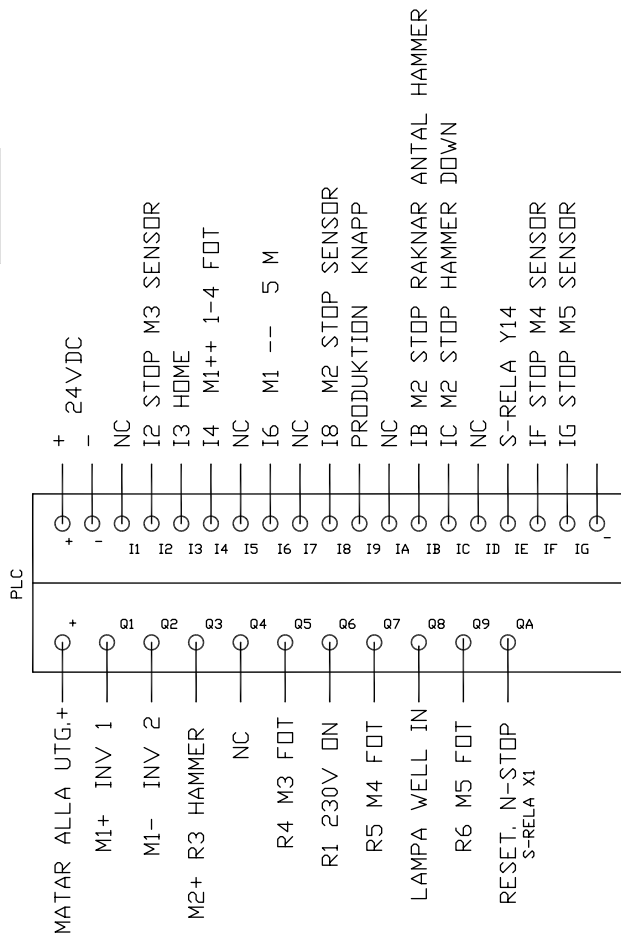 PLC
+
24VDC
-
NC
I2 STOP M3 SENSOR
I3 HOME
I4 M1++ 1-4 FOT
NC
I6 M1 -- 5 M
NC
I8 M2 STOP SENSOR
PRODUKTION KNAPP
NC
IB M2 STOP RAKNAR ANTAL HAMMER
IC M2 STOP HAMMER DOWN
NC
S-RELA Y14
IF STOP M4 SENSOR
IG STOP M5 SENSOR
+
-
I1
I2
I3
I4
I5
I6
I7
I8
I9
IA
IB
IC
ID
IE
IF
IG
-
+
Q1
Q2
Q3
Q4
Q5
Q6
Q7
Q8
Q9
QA
MATAR ALLA UTG.+
M1+ INV 1
M1- INV 2
M2+ R3 HAMMER
NC
R4 M3 FOT
R1 230V ON
R5 M4 FOT
LAMPA WELL IN
R6 M5 FOT
RESET. N-STOP
S-RELA X1